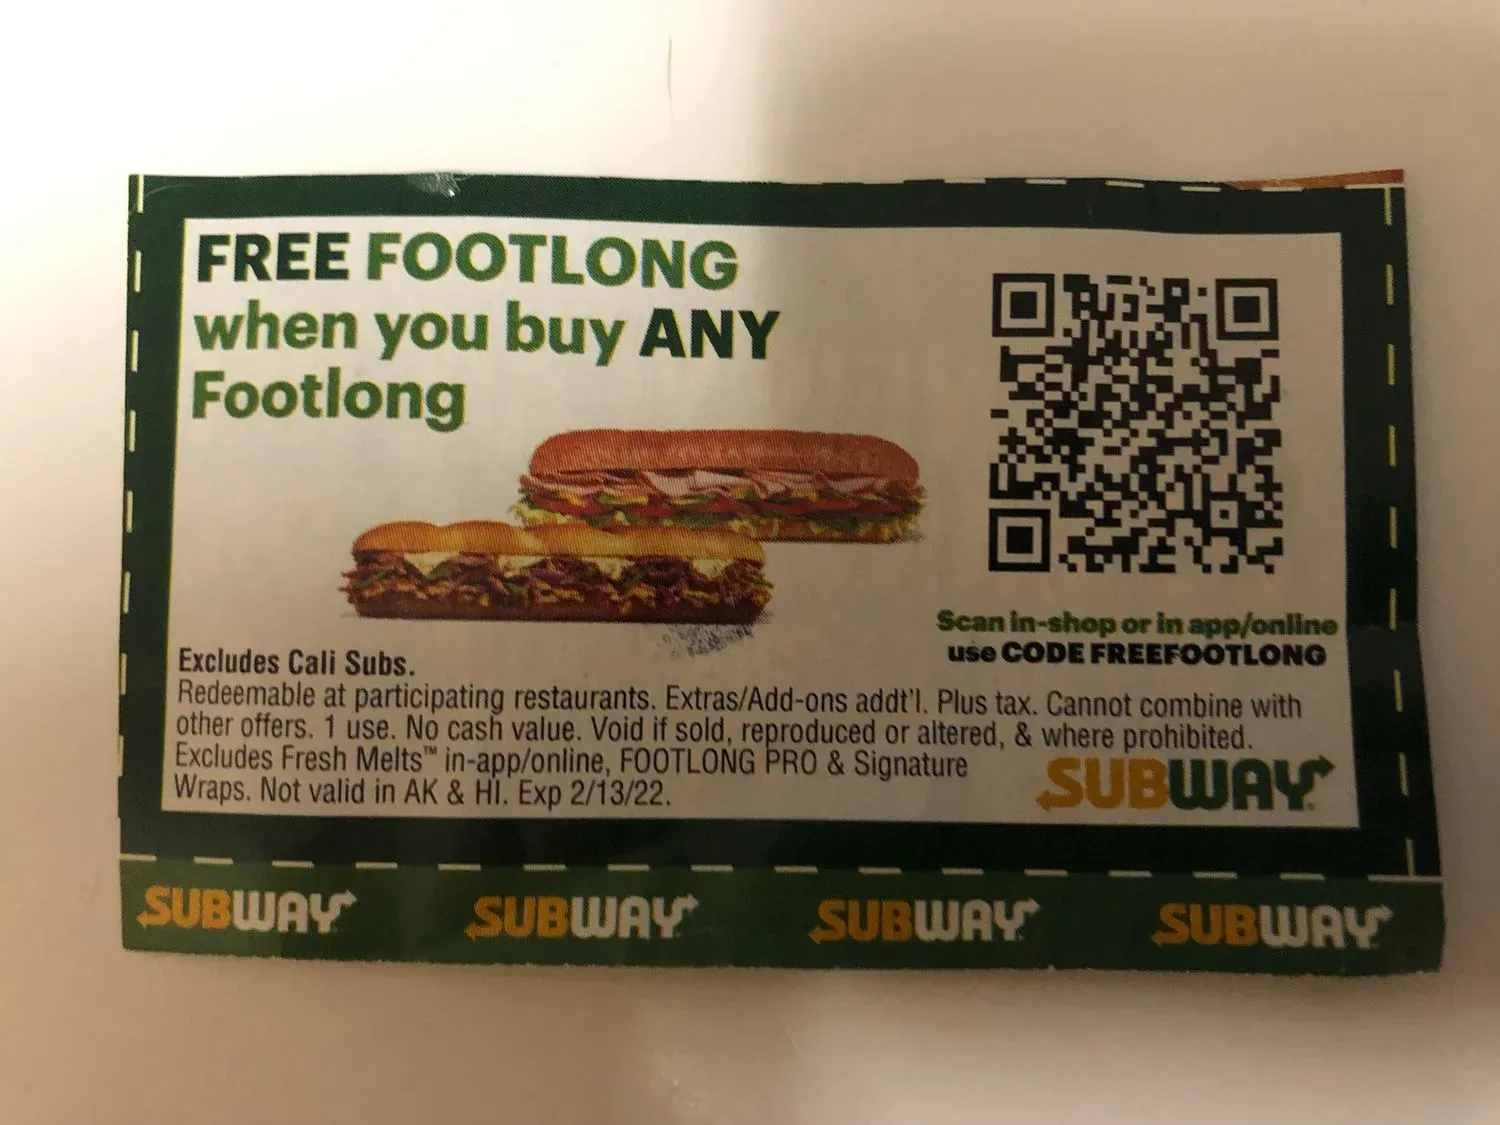 FREE FOOTLONG
when you buy ANY
Footlong
Scan in-shop or in app/online
use CODE FREEFOOTLONG
Excludes Cali Subs.
Redeemable at participating restaurants. Extras/Add-ons addt'l. Plus tax. Cannot combine with
other offers. 1 use. No cash value. Void if sold, reproduced or altered, & where prohibited.
Excludes Fresh Melts™ in-app/online, FOOTLONG PRO & Signature
Wraps. Not valid in AK & HI. Exp 2/13/22.
SUBWAY
SUBWAY SUBWAY SUBWAY SUBWAY